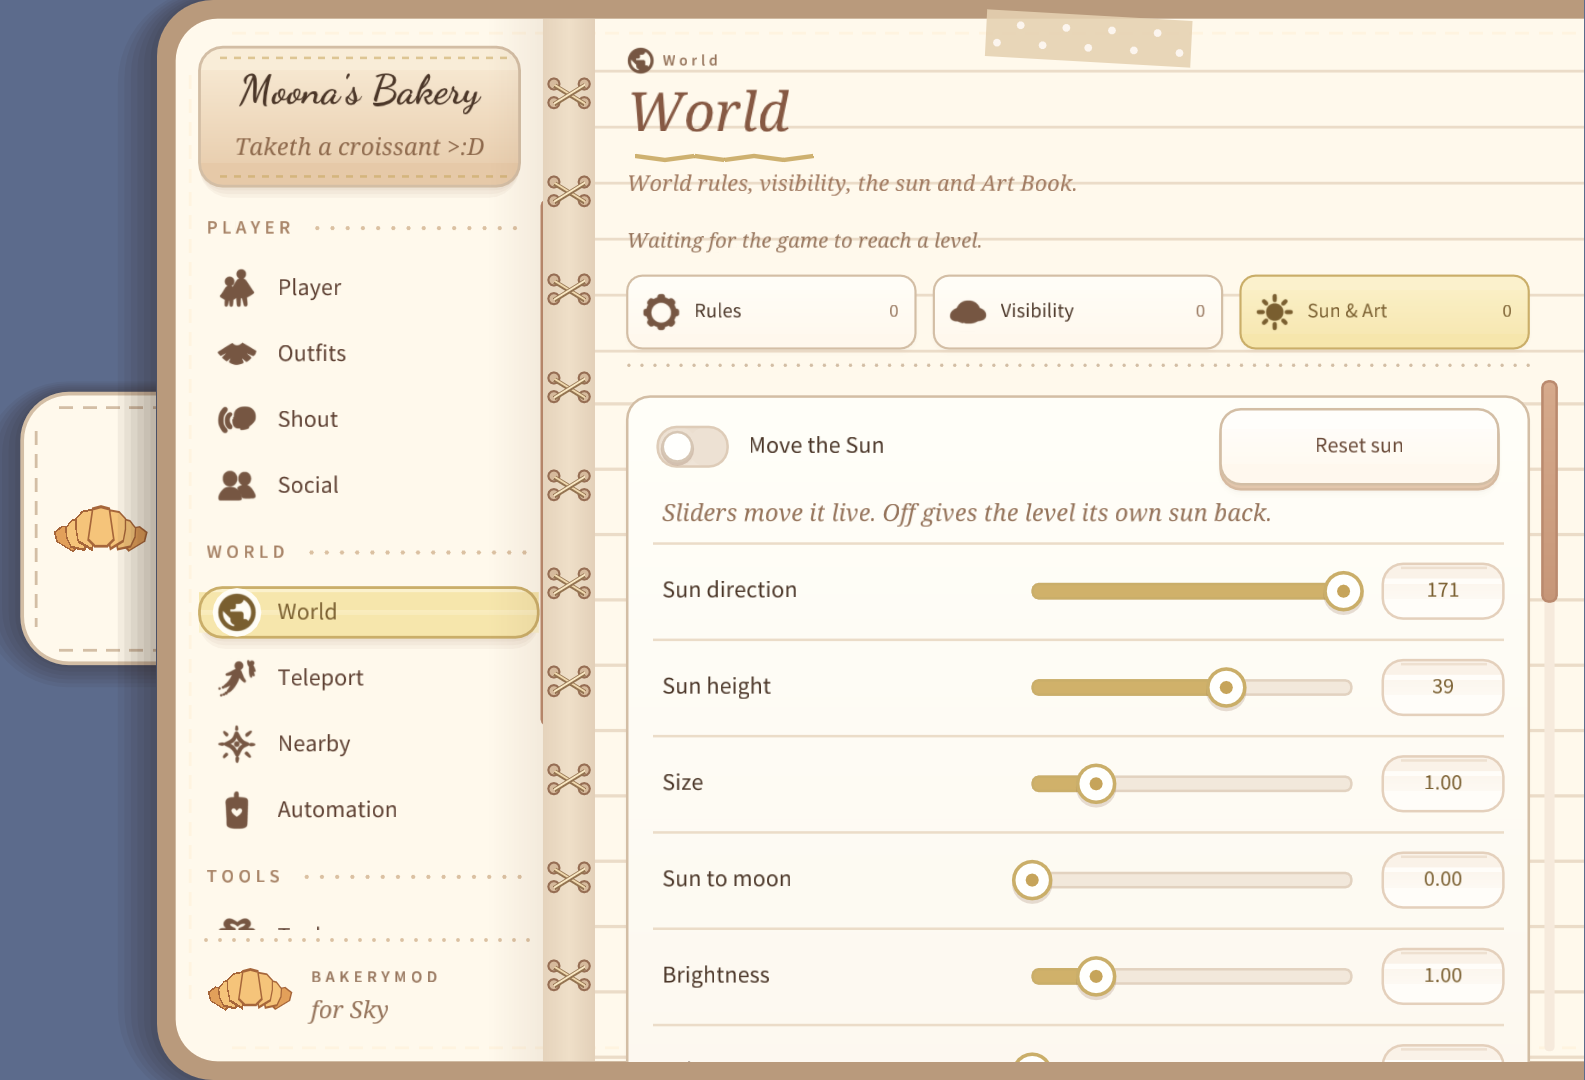 Moona's Bakery
Taketh a croissant >:D
PLAYER
Player
Outfits
Shout
Social
WORLD
World
Teleport
Nearby
Automation
TOOLS
BAKERYMOD
for Sky
World
World
World rules, visibility, the sun and Art Book.
Waiting for the game to reach a level.
Rules 0
Visibility 0
Sun & Art 0
Move the Sun
Reset sun
Sliders move it live. Off gives the level its own sun back.
Sun direction 171
Sun height 39
Size 1.00
Sun to moon 0.00
Brightness 1.00